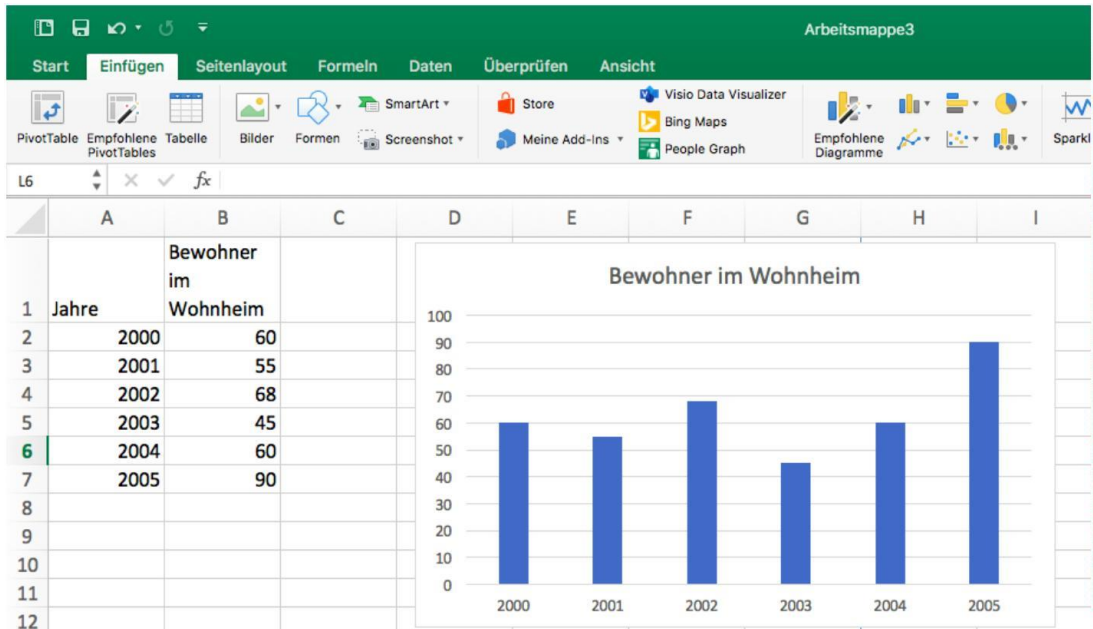 Arbeitsmappe3
Start Einfügen Seitenlayout Formeln Daten Überprüfen Ansicht
PivotTable
Empfohlene
PivotTables
Tabelle
Bilder
Formen
SmartArt
Screenshot
Store
Meine Add-Ins
Visio Data Visualizer
Bing Maps
People Graph
Empfohlene
Diagramme
L6 fx
A B C D E F G H I
1 Jahre Bewohner
im
Wohnheim
2 2000 60
3 2001 55
4 2002 68
5 2003 45
6 2004 60
7 2005 90
8
9
10
11
12
Bewohner im Wohnheim
100
90
80
70
60
50
40
30
20
10
0
2000 2001 2002 2003 2004 2005